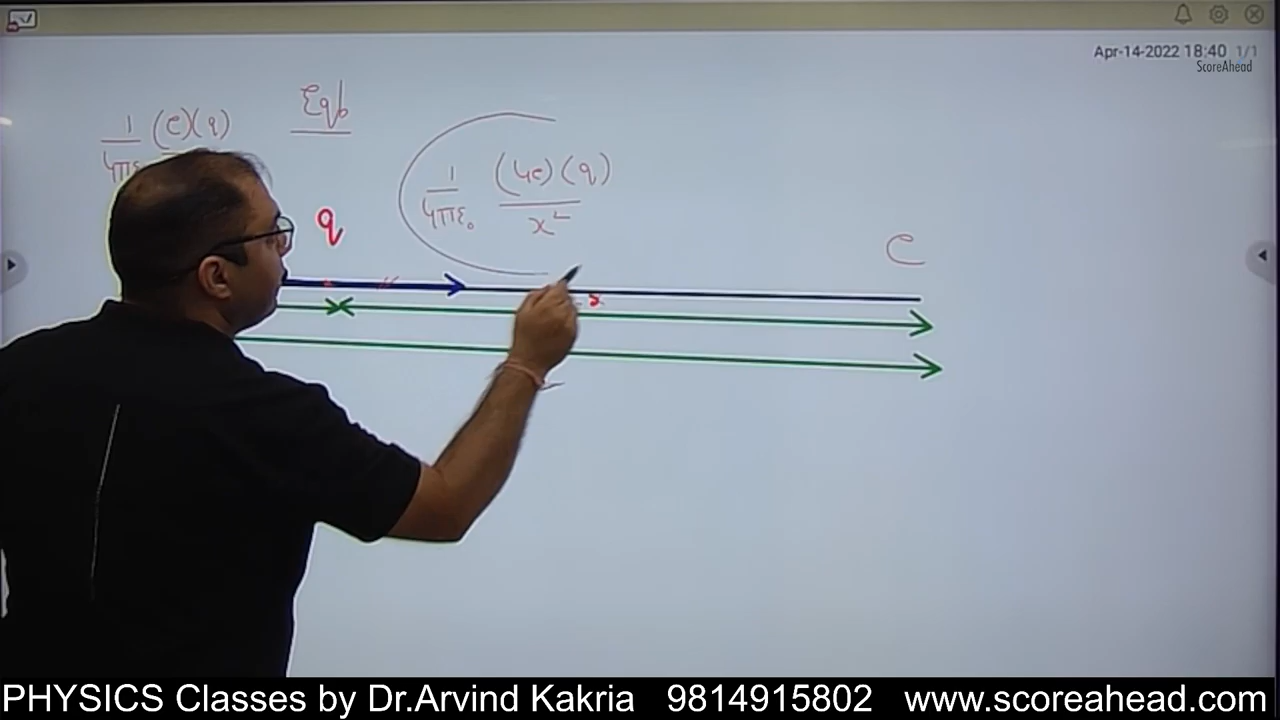 Apr-14-2022 18:40 1/1
ScoreAhead
Eqb
1 (e)(q)
4πε
1 (4e)(q)
4πε₀ x²
q
e
x
PHYSICS Classes by Dr.Arvind Kakria 9814915802 www.scoreahead.com